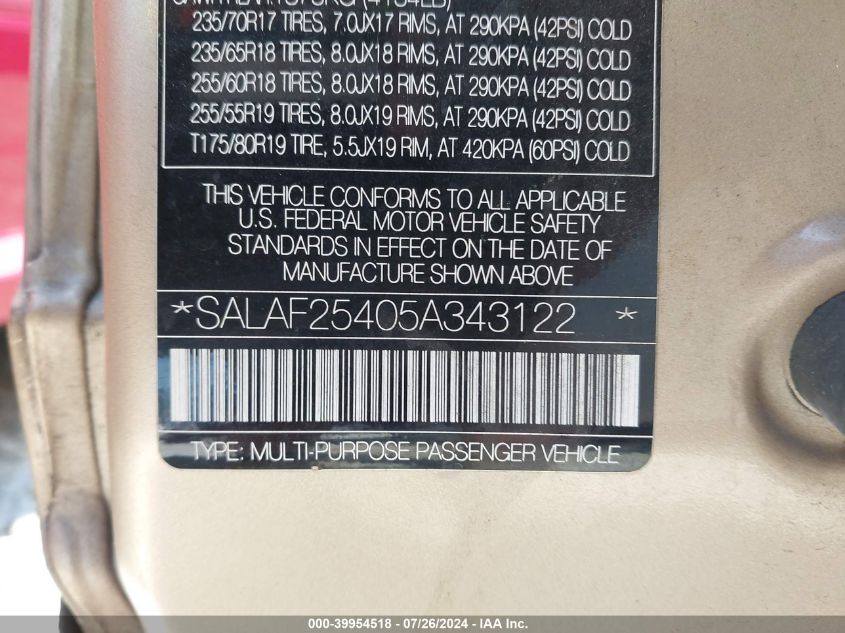 (4134LB)
235/70R17 TIRES, 7.0JX17 RIMS, AT 290KPA (42PSI) COLD
235/65R18 TIRES, 8.0JX18 RIMS, AT 290KPA (42PSI) COLD
255/60R18 TIRES, 8.0JX18 RIMS, AT 290KPA (42PSI) COLD
255/55R19 TIRES, 8.0JX19 RIMS, AT 290KPA (42PSI) COLD
T175/80R19 TIRE, 5.5JX19 RIM, AT 420KPA (60PSI) COLD
THIS VEHICLE CONFORMS TO ALL APPLICABLE
U.S. FEDERAL MOTOR VEHICLE SAFETY
STANDARDS IN EFFECT ON THE DATE OF
MANUFACTURE SHOWN ABOVE
*SALAF25405A343122 *
TYPE: MULTI-PURPOSE PASSENGER VEHICLE
000-39954518 - 07/26/2024 - IAA Inc.